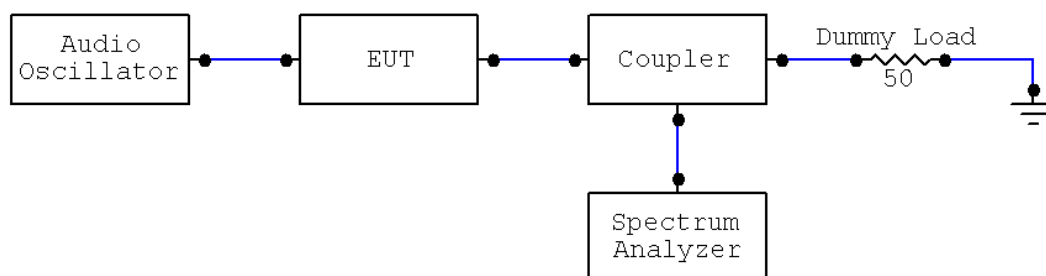 Audio
Oscillator
EUT
Coupler
Dummy Load
50
Spectrum
Analyzer